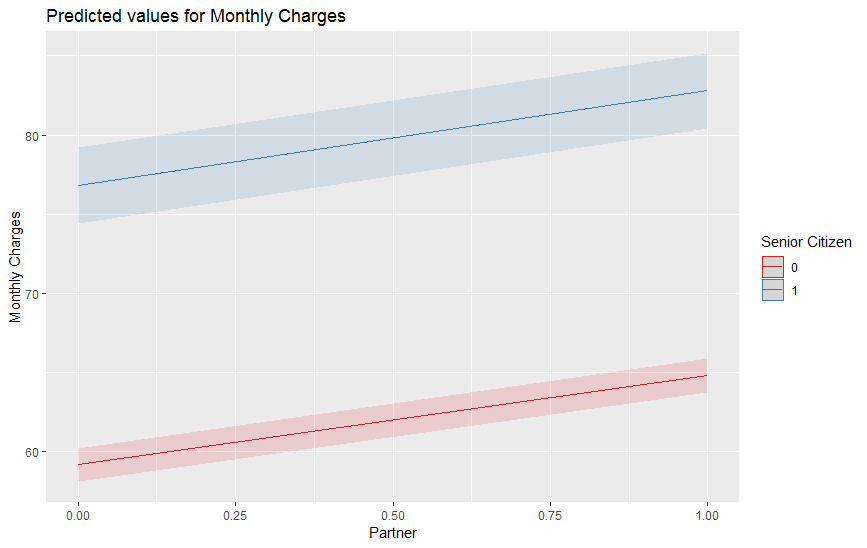 Predicted values for Monthly Charges
80
70
60
Monthly Charges
0.00 0.25 0.50 0.75 1.00
Partner
Senior Citizen
0
1